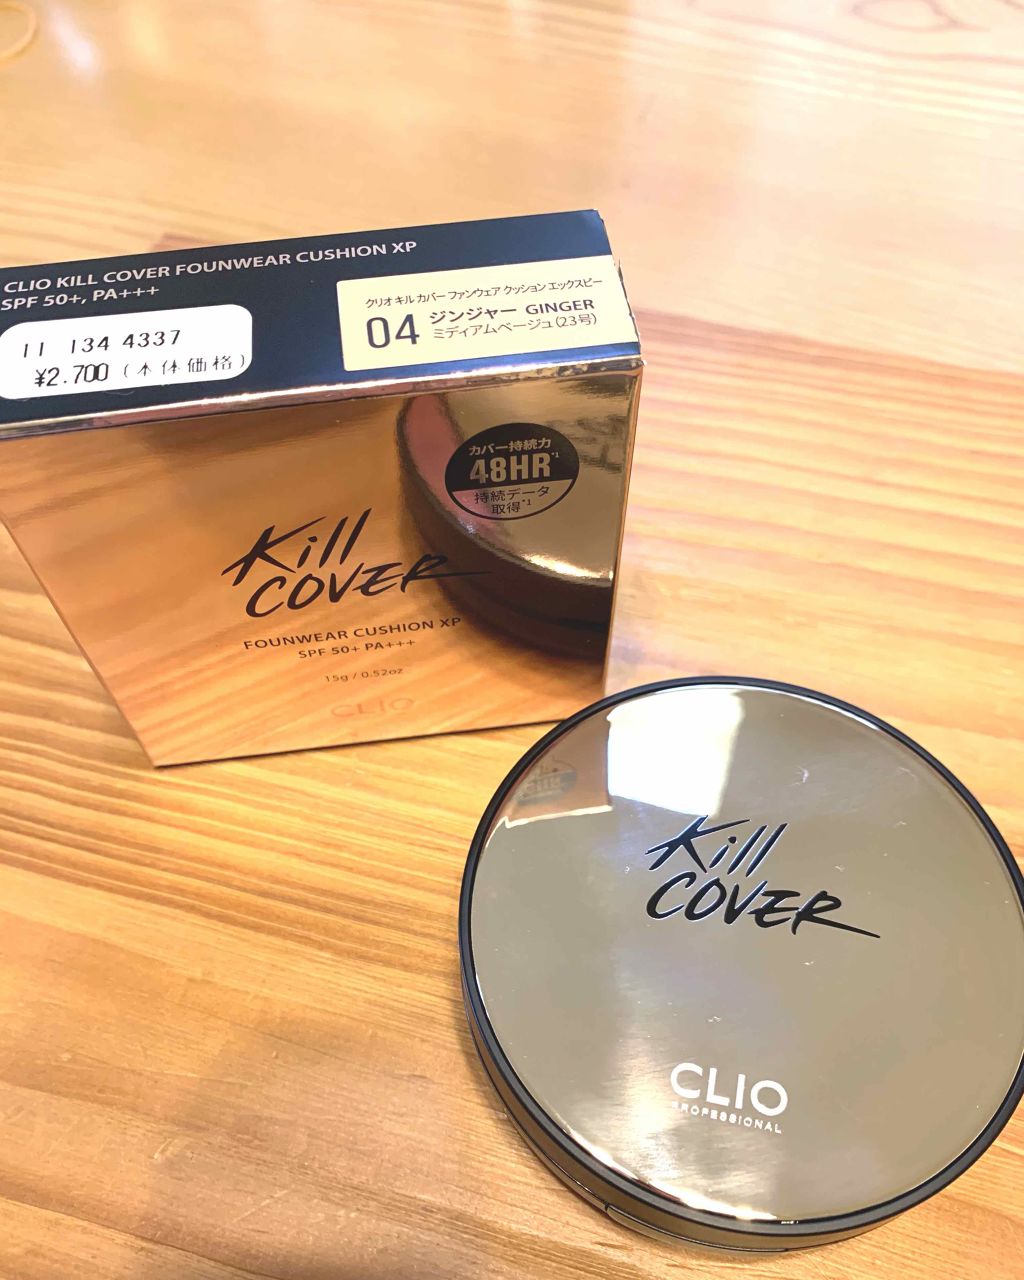 CLIO KILL COVER FOUNWEAR CUSHION XP
SPF 50+, PA+++
11 134 4337
¥2.700 (本体価格)
クリオ キル カバー ファンウェア クッション エックスピー
04 ジンジャー GINGER
ミディアムベージュ(23号)
カバー持続力
48HR*1
持続データ
取得*1
Kill
COVER
FOUNWEAR CUSHION XP
SPF 50+ PA+++
15g / 0.52oz
CLIO
Kill
COVER
CLIO
PROFESSIONAL